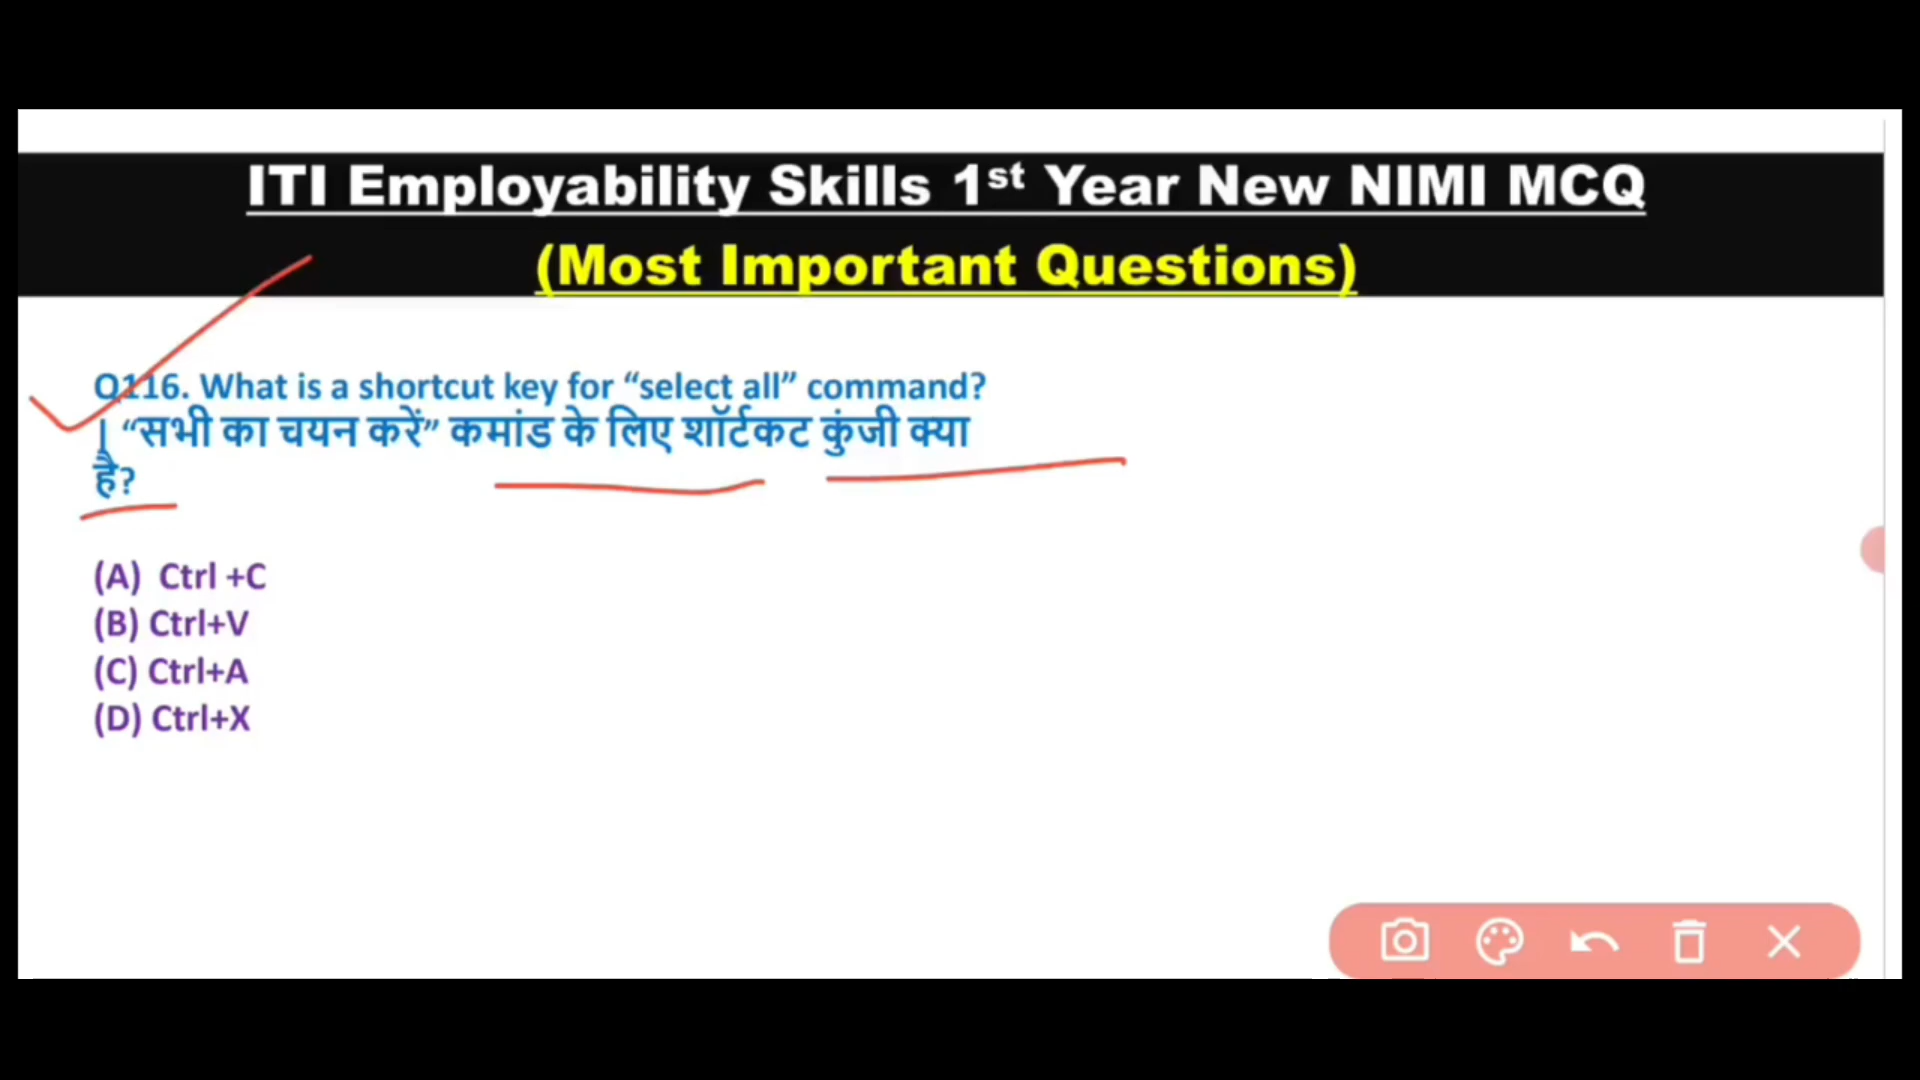 ITI Employability Skills 1st Year New NIMI MCQ
(Most Important Questions)
Q116. What is a shortcut key for “select all” command?
| “सभी का चयन करें” कमांड के लिए शॉर्टकट कुंजी क्या
है?
(A) Ctrl +C
(B) Ctrl+V
(C) Ctrl+A
(D) Ctrl+X